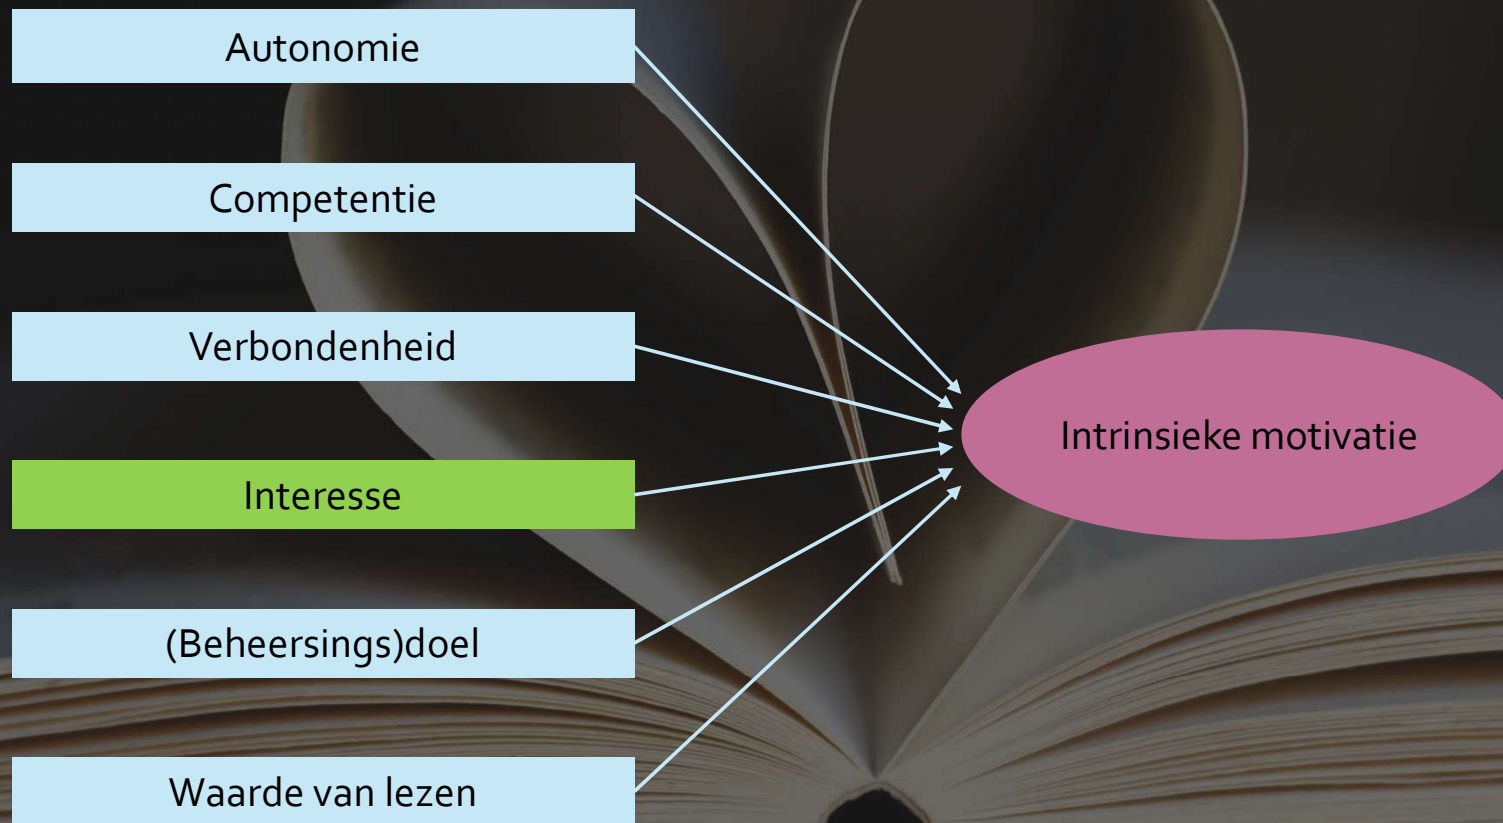 Autonomie
Competentie
Verbondenheid
Interesse
(Beheersings)doel
Waarde van lezen
Intrinsieke motivatie